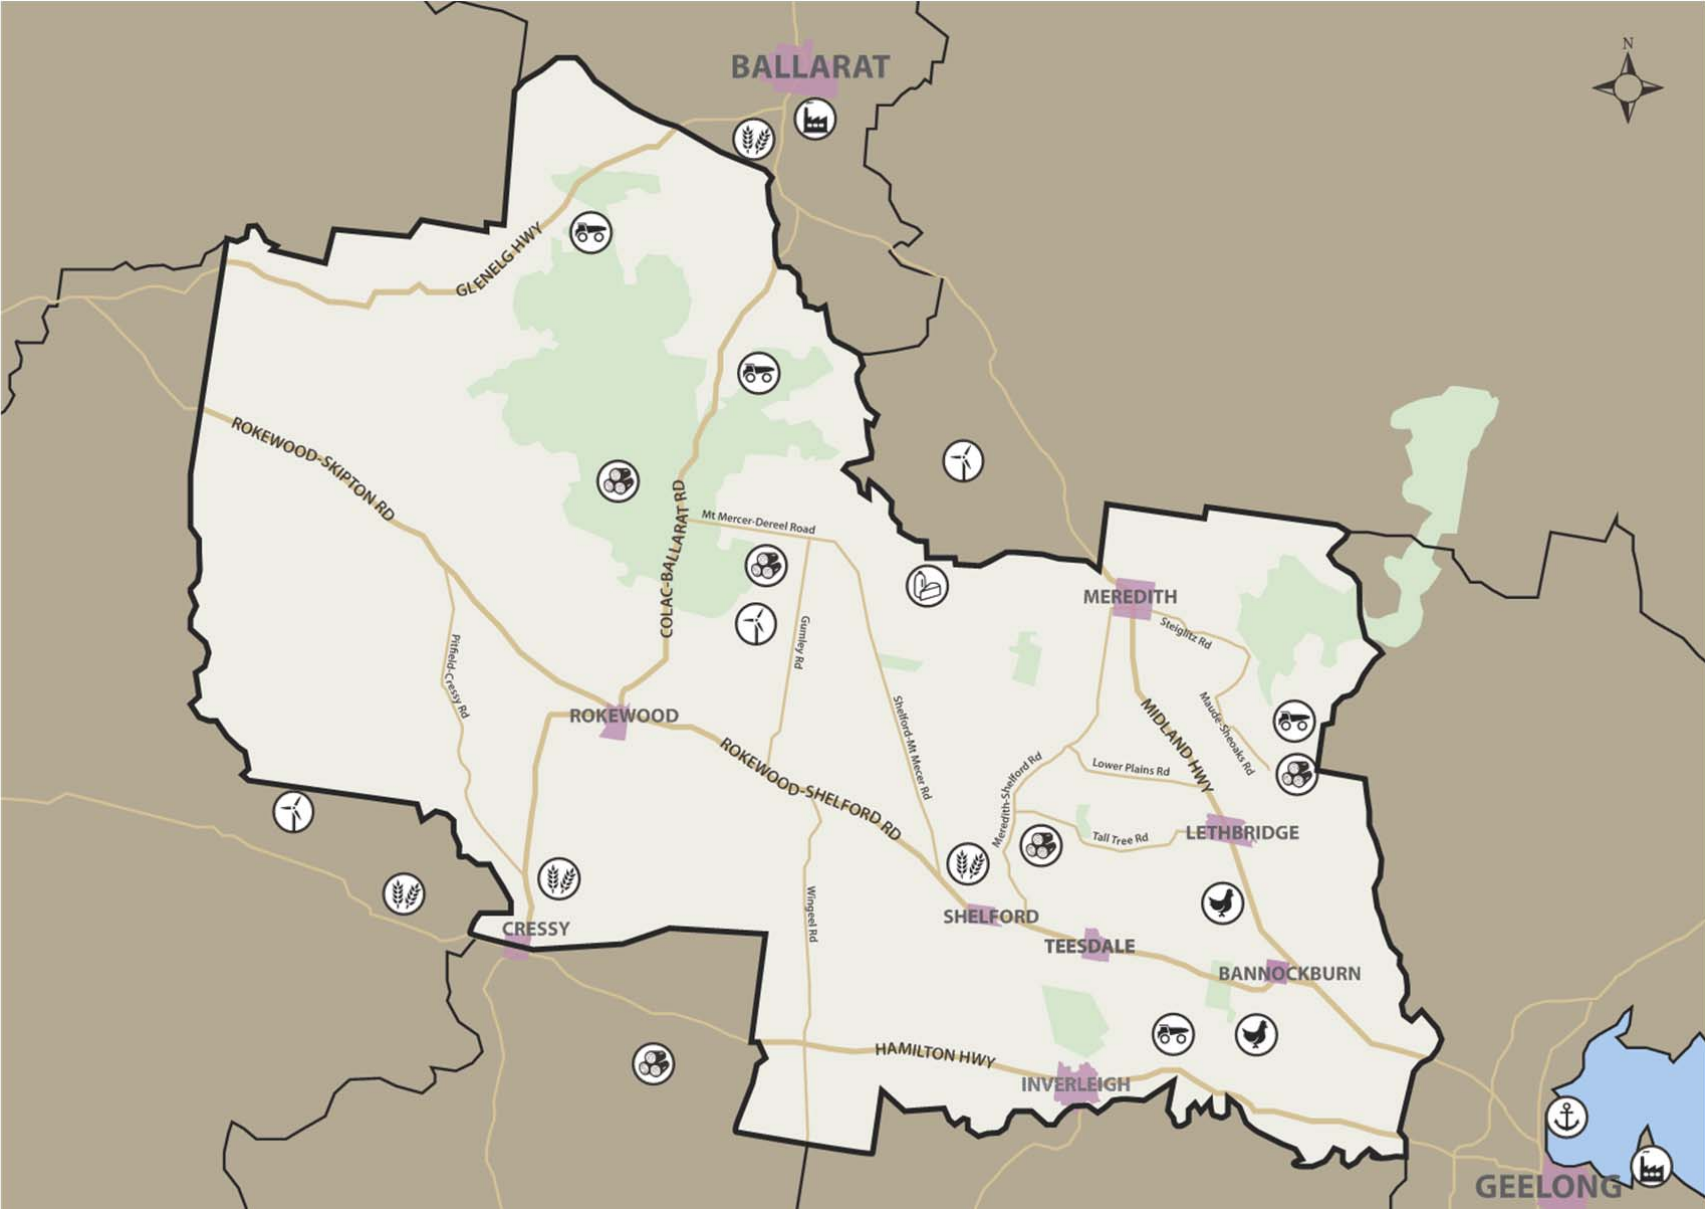 N
BALLARAT
GLENELG HWY
ROKEWOOD-SKIPTON RD
COLAC-BALLARAT RD
Mt Mercer-Dereel Road
MEREDITH
Steiglitz Rd
Gumley Rd
Pitfield-Cressy Rd
ROKEWOOD
Shelford-Mt Mecer Rd
MIDLAND HWY
Maude-Sheoaks Rd
ROKEWOOD-SHELFORD RD
Meredith-Shelford Rd
Lower Plains Rd
Tall Tree Rd
LETHBRIDGE
Wingeel Rd
SHELFORD
CRESSY
TEESDALE
BANNOCKBURN
HAMILTON HWY
INVERLEIGH
GEELONG